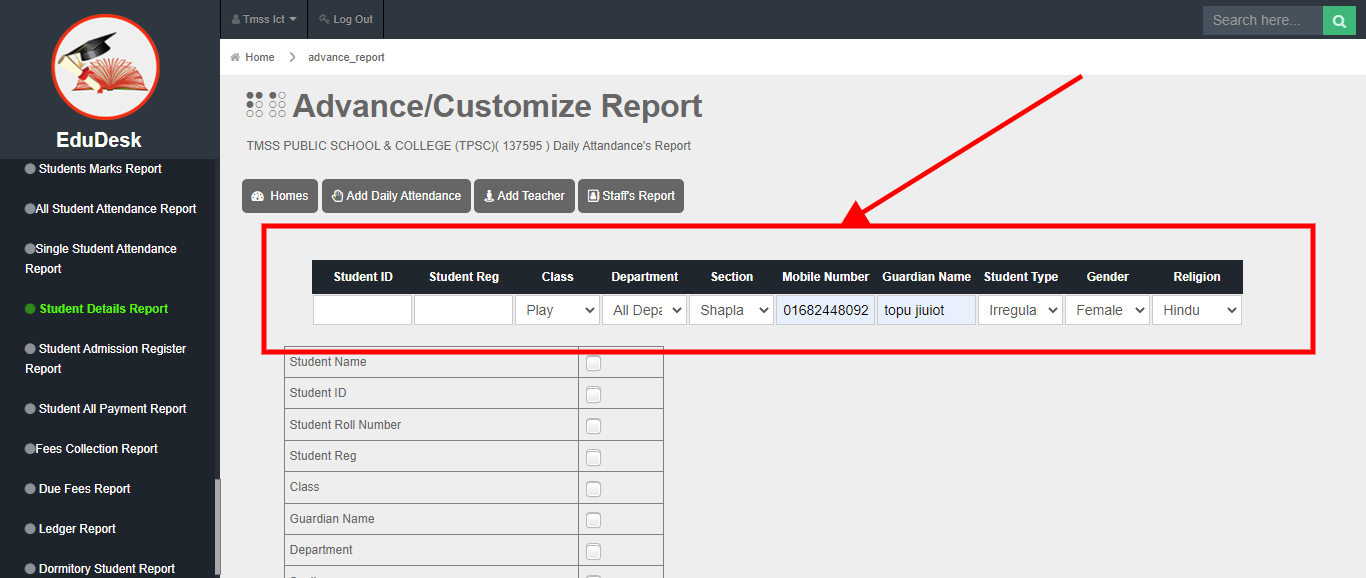 Tmss Ict
Log Out
Search here...
Home
advance_report
EduDesk
Students Marks Report
All Student Attendance Report
Single Student Attendance
Report
Student Details Report
Student Admission Register
Report
Student All Payment Report
Fees Collection Report
Due Fees Report
Ledger Report
Dormitory Student Report
Advance/Customize Report
TMSS PUBLIC SCHOOL & COLLEGE (TPSC)( 137595 ) Daily Attandance's Report
Homes
Add Daily Attendance
Add Teacher
Staff's Report
Student ID Student Reg Class Department Section Mobile Number Guardian Name Student Type Gender Religion
Play All Depa Shapla 01682448092 topu jiuiot Irregula Female Hindu
Student Name
Student ID
Student Roll Number
Student Reg
Class
Guardian Name
Department